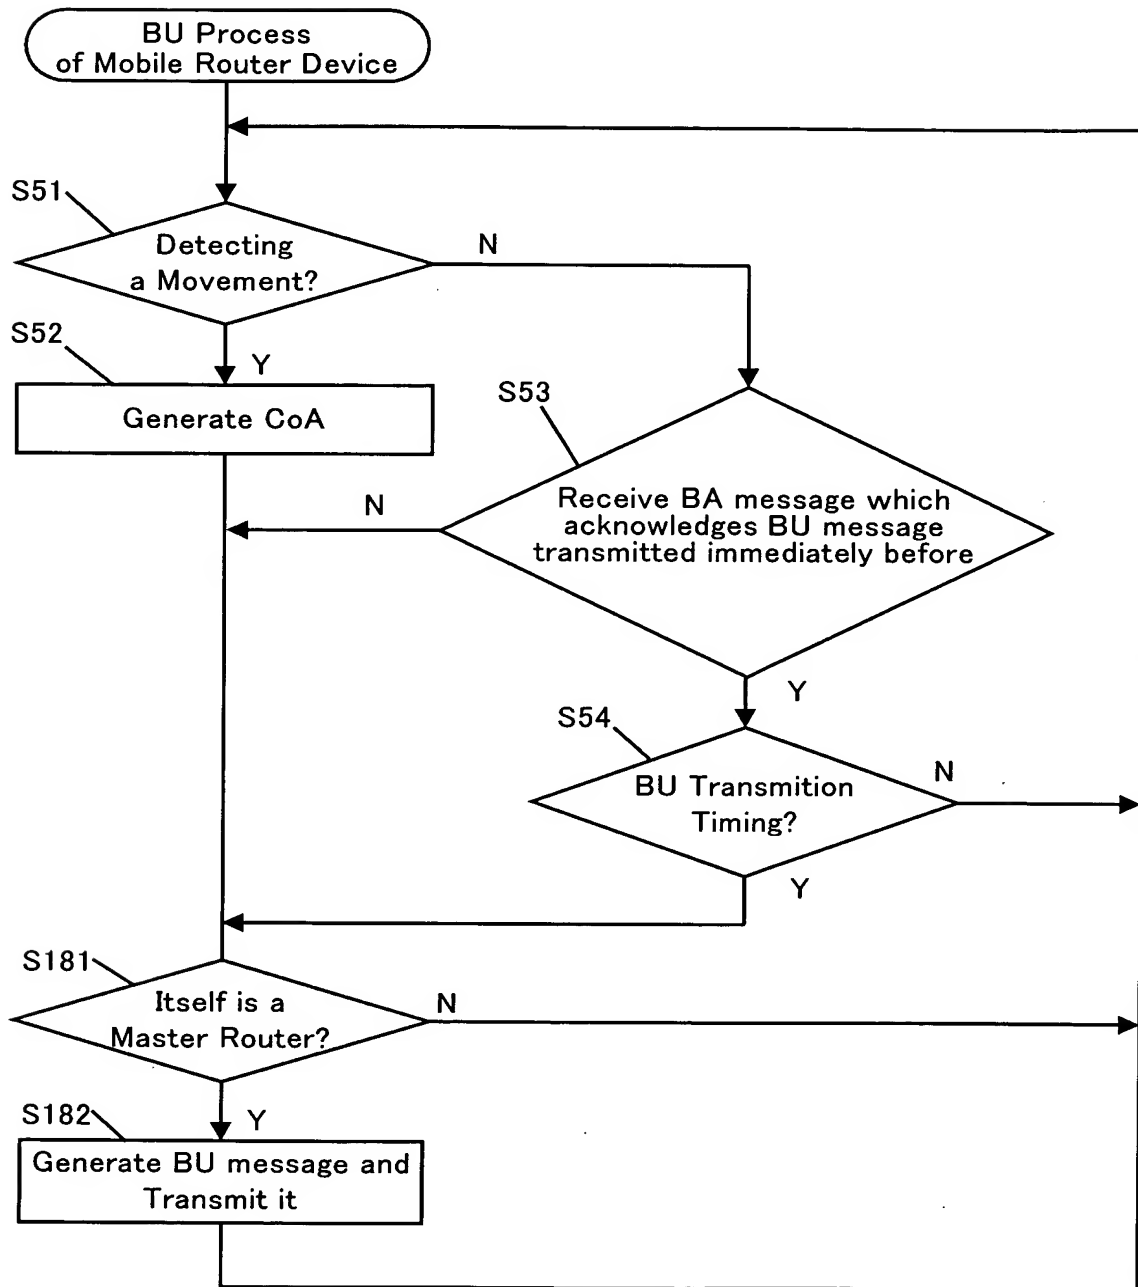 BU Process
of Mobile Router Device
S51
Detecting
a Movement?
N
S52
Y
Generate CoA
S53
N
Receive BA message which
acknowledges BU message
transmitted immediately before
Y
S54
BU Transmition
Timing?
N
Y
S181
Itself is a
Master Router?
N
S182
Y
Generate BU message and
Transmit it